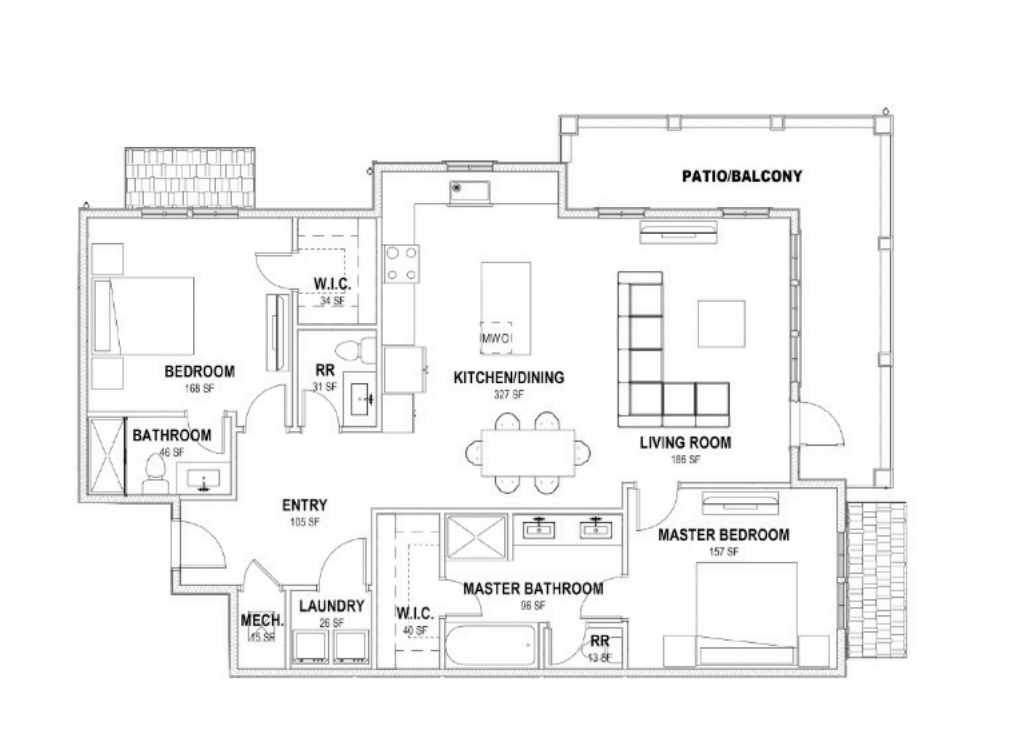 PATIO/BALCONY
W.I.C.
34 SF
MWO
BEDROOM
168 SF
RR
31 SF
KITCHEN/DINING
327 SF
BATHROOM
46 SF
LIVING ROOM
186 SF
ENTRY
105 SF
MASTER BEDROOM
157 SF
MASTER BATHROOM
96 SF
LAUNDRY
26 SF
MECH.
15 SF
W.I.C.
40 SF
RR
13 SF